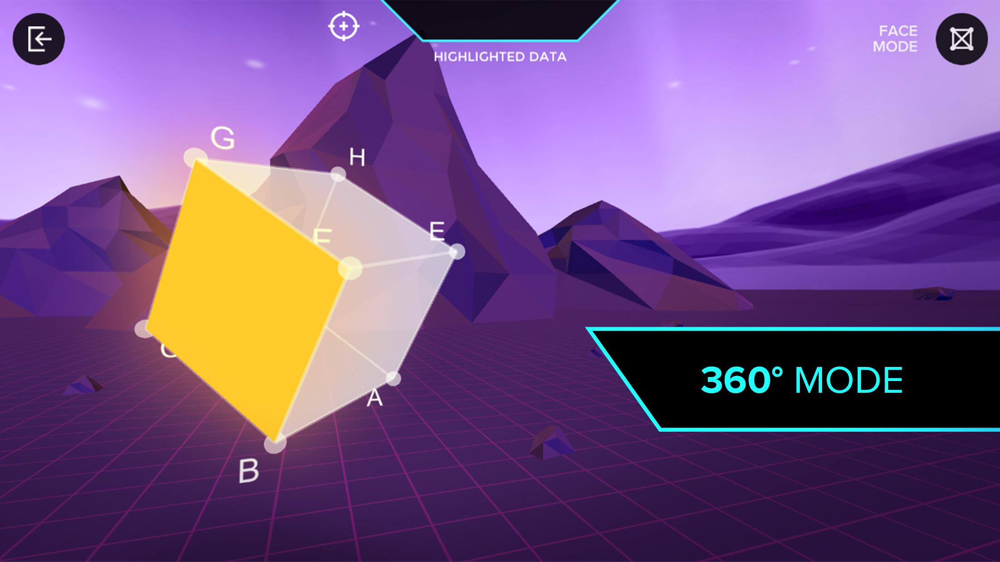 FACE
MODE
HIGHLIGHTED DATA
G
H
F
E
C
A
B
360° MODE